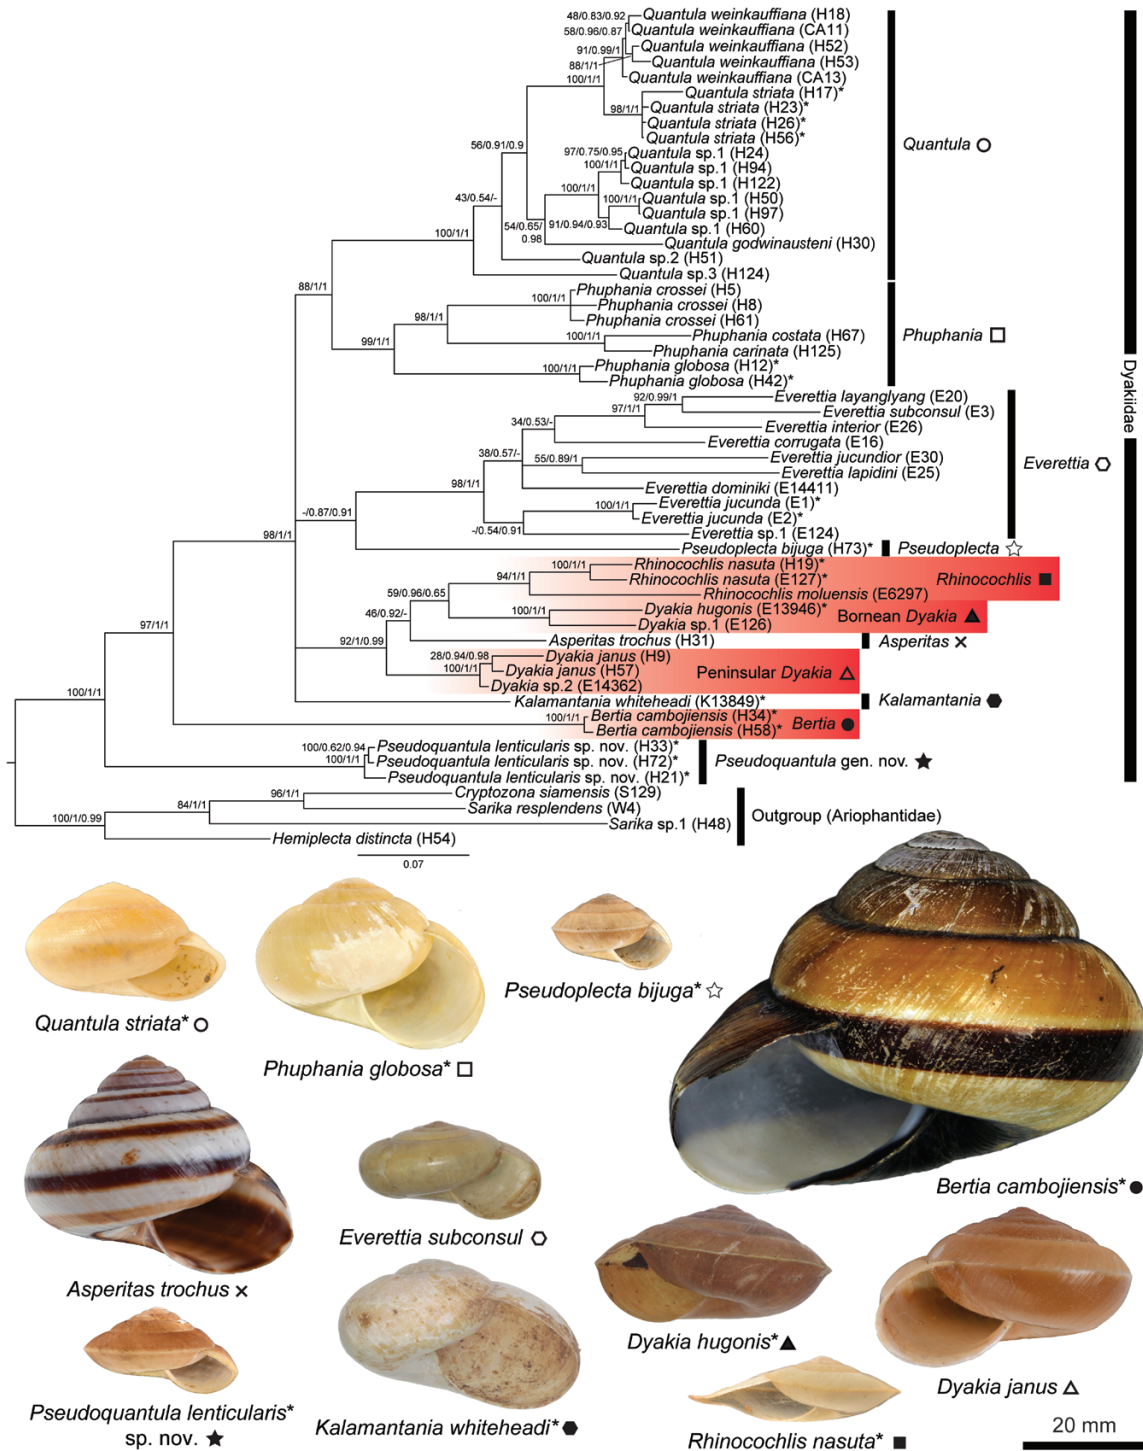 48/0.83/0.92
Quantula weinkauffiana (H18)
58/0.96/0.87
Quantula weinkauffiana (CA11)
Quantula weinkauffiana (H52)
91/0.99/1
Quantula weinkauffiana (H53)
88/1/1
Quantula weinkauffiana (CA13)
100/1/1
Quantula striata (H17)*
98/1/1
Quantula striata (H23)*
Quantula striata (H26)*
Quantula striata (H56)*
Quantula ○
56/0.91/0.9
97/0.75/0.95
Quantula sp.1 (H24)
100/1/1
Quantula sp.1 (H94)
Quantula sp.1 (H122)
100/1/1
100/1/1
Quantula sp.1 (H50)
Quantula sp.1 (H97)
43/0.54/-
54/0.65/
0.98
91/0.94/0.93
Quantula sp.1 (H60)
100/1/1
Quantula godwinausteni (H30)
Quantula sp.2 (H51)
Quantula sp.3 (H124)
88/1/1
100/1/1
Phuphania crossei (H5)
Phuphania crossei (H8)
98/1/1
Phuphania crossei (H61)
99/1/1
100/1/1
Phuphania costata (H67)
Phuphania □
Phuphania carinata (H125)
100/1/1
Phuphania globosa (H12)*
Phuphania globosa (H42)*
Dyakiidae
92/0.99/1
Everettia layanglyang (E20)
97/1/1
Everettia subconsul (E3)
34/0.53/-
Everettia interior (E26)
Everettia corrugata (E16)
38/0.57/-
55/0.89/1
Everettia jucundior (E30)
Everettia ⬡
Everettia lapidini (E25)
98/1/1
Everettia dominiki (E14411)
100/1/1
Everettia jucunda (E1)*
-/0.87/0.91
Everettia jucunda (E2)*
-/0.54/0.91
Everettia sp.1 (E124)
98/1/1
Pseudoplecta bijuga (H73)*
Pseudoplecta ☆
100/1/1
Rhinocochlis nasuta (H19)*
94/1/1
Rhinocochlis nasuta (E127)*
Rhinocochlis ■
59/0.96/0.65
Rhinocochlis moluensis (E6297)
46/0.92/-
100/1/1
Dyakia hugonis (E13946)*
Bornean Dyakia ▲
Dyakia sp.1 (E126)
92/1/0.99
Asperitas trochus (H31)
Asperitas ×
28/0.94/0.98
Dyakia janus (H9)
100/1/1
Dyakia janus (H57)
Peninsular Dyakia △
Dyakia sp.2 (E14362)
97/1/1
Kalamantania whiteheadi (K13849)*
Kalamantania ⬢
100/1/1
Bertia cambojiensis (H34)*
Bertia ●
Bertia cambojiensis (H58)*
100/1/1
100/0.62/0.94
Pseudoquantula lenticularis sp. nov. (H33)*
100/1/1
Pseudoquantula lenticularis sp. nov. (H72)*
Pseudoquantula gen. nov. ★
Pseudoquantula lenticularis sp. nov. (H21)*
96/1/1
Cryptozona siamensis (S129)
84/1/1
Sarika resplendens (W4)
100/1/0.99
Sarika sp.1 (H48)
Outgroup (Ariophantidae)
Hemiplecta distincta (H54)
0.07
Quantula striata* ○
Phuphania globosa* □
Pseudoplecta bijuga* ☆
Bertia cambojiensis* ●
Asperitas trochus ×
Everettia subconsul ⬡
Dyakia hugonis* ▲
Dyakia janus △
Pseudoquantula lenticularis*
sp. nov. ★
Kalamantania whiteheadi* ⬢
Rhinocochlis nasuta* ■
20 mm